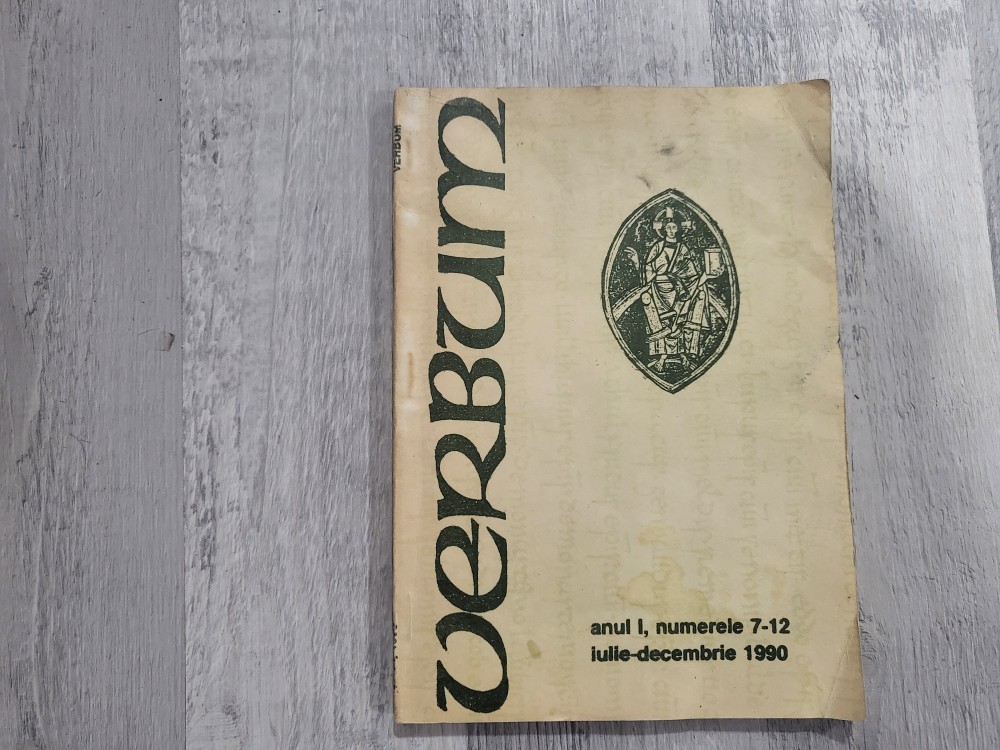 VERBUM
VERBUM
anul I, numerele 7-12
iulie-decembrie 1990